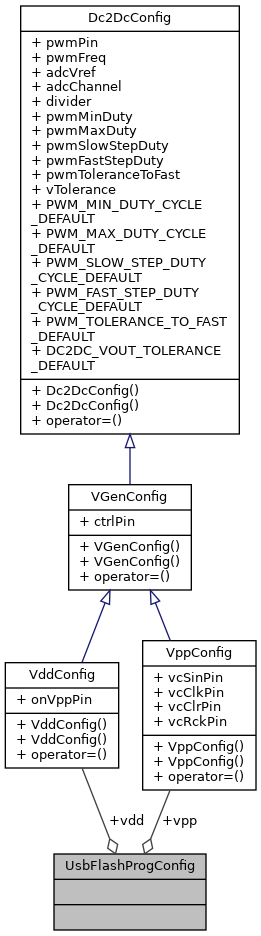 Dc2DcConfig
+ pwmPin
+ pwmFreq
+ adcVref
+ adcChannel
+ divider
+ pwmMinDuty
+ pwmMaxDuty
+ pwmSlowStepDuty
+ pwmFastStepDuty
+ pwmToleranceToFast
+ vTolerance
+ PWM_MIN_DUTY_CYCLE
_DEFAULT
+ PWM_MAX_DUTY_CYCLE
_DEFAULT
+ PWM_SLOW_STEP_DUTY
_CYCLE_DEFAULT
+ PWM_FAST_STEP_DUTY
_CYCLE_DEFAULT
+ PWM_TOLERANCE_TO_FAST
_DEFAULT
+ DC2DC_VOUT_TOLERANCE
_DEFAULT
+ Dc2DcConfig()
+ Dc2DcConfig()
+ operator=()
VGenConfig
+ ctrlPin
+ VGenConfig()
+ VGenConfig()
+ operator=()
VddConfig
+ onVppPin
+ VddConfig()
+ VddConfig()
+ operator=()
VppConfig
+ vcSinPin
+ vcClkPin
+ vcClrPin
+ vcRckPin
+ VppConfig()
+ VppConfig()
+ operator=()
+vdd
+vpp
UsbFlashProgConfig